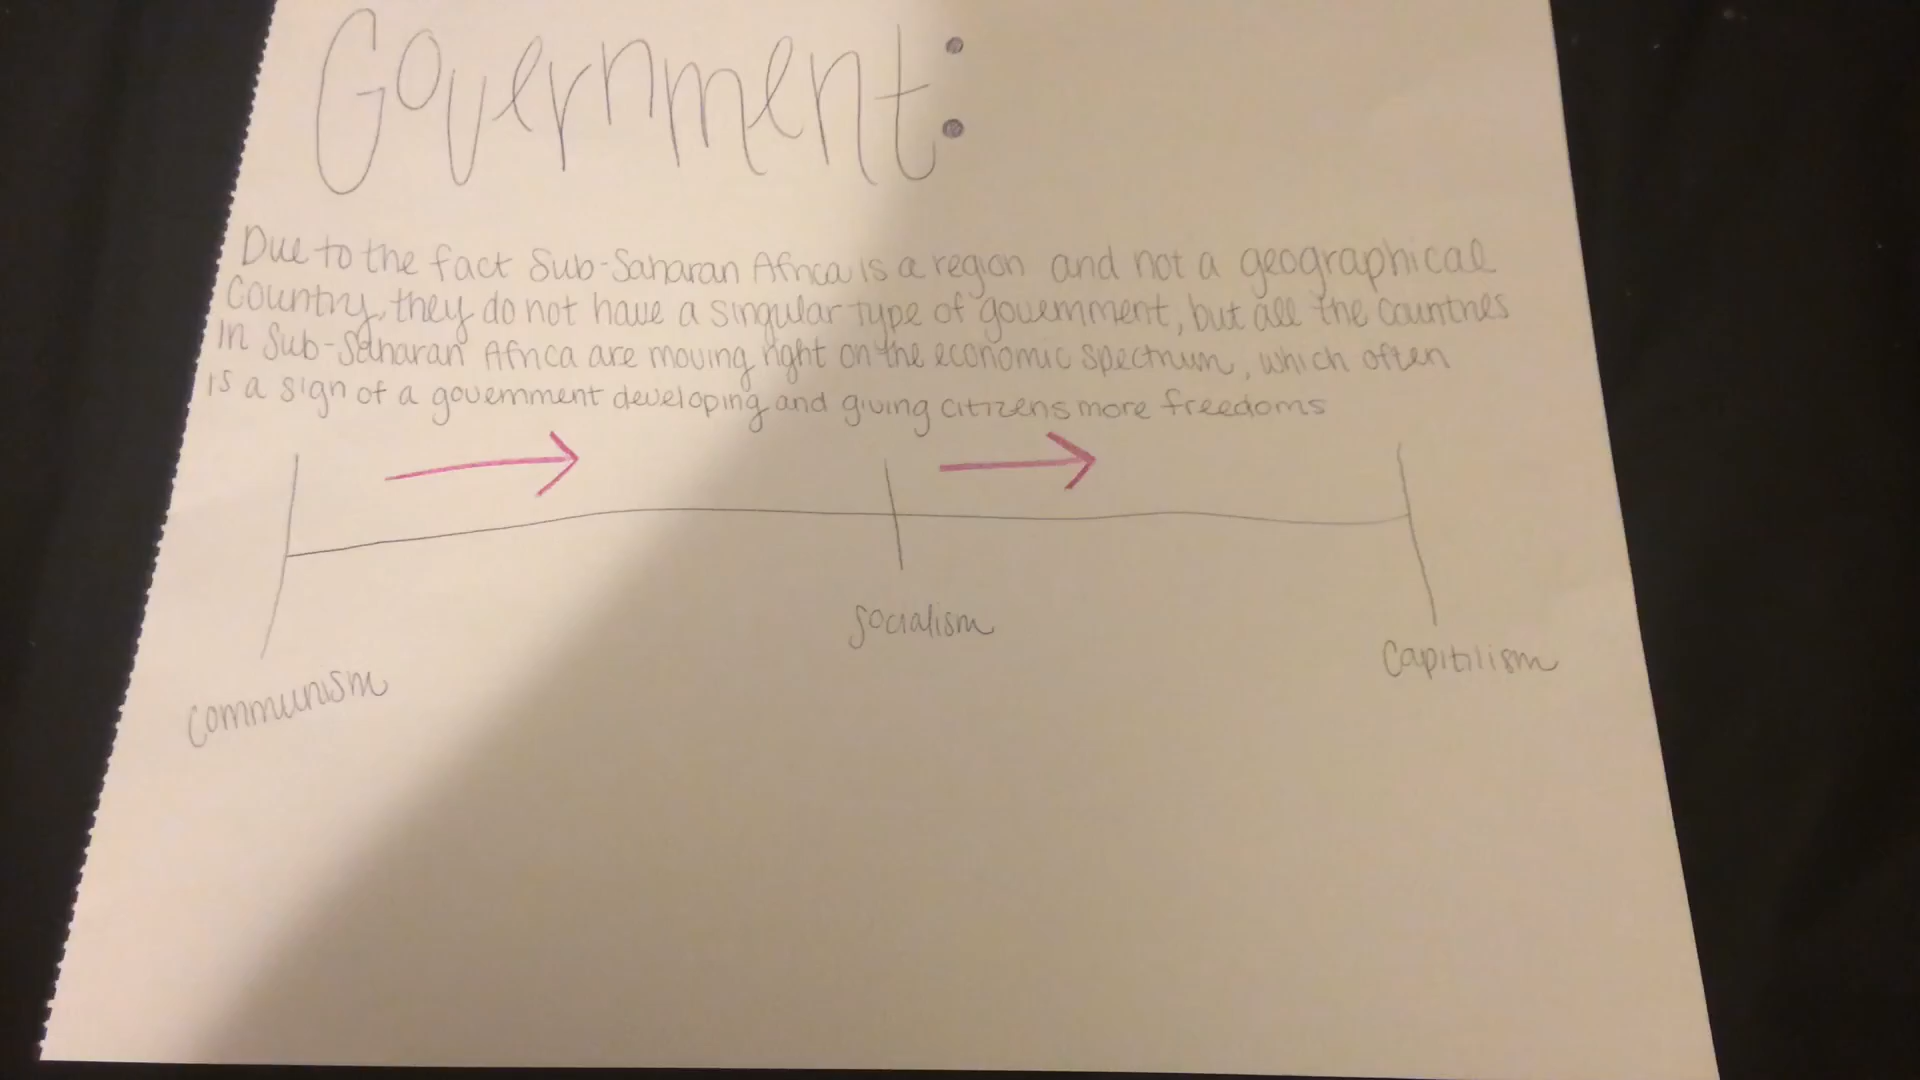 Government:
Due to the fact Sub-Saharan Africa is a region and not a geographical
Country, they do not have a singular type of government, but all the countries
in Sub-Saharan Africa are moving right on the economic spectrum, which often
is a sign of a government developing and giving citizens more freedoms
communism
socialism
Capitilism